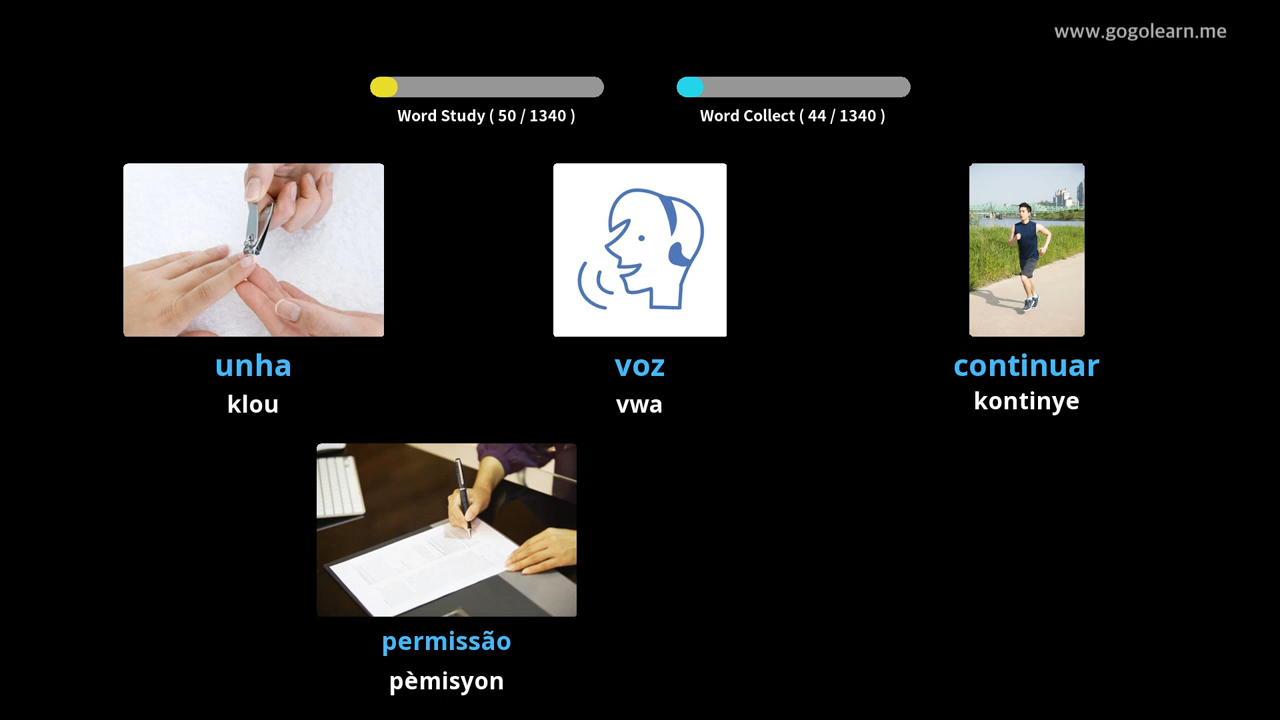 www.gogolearn.me
Word Study ( 50 / 1340 )
Word Collect ( 44 / 1340 )
unha
klou
voz
vwa
continuar
kontinye
permissão
pèmisyon